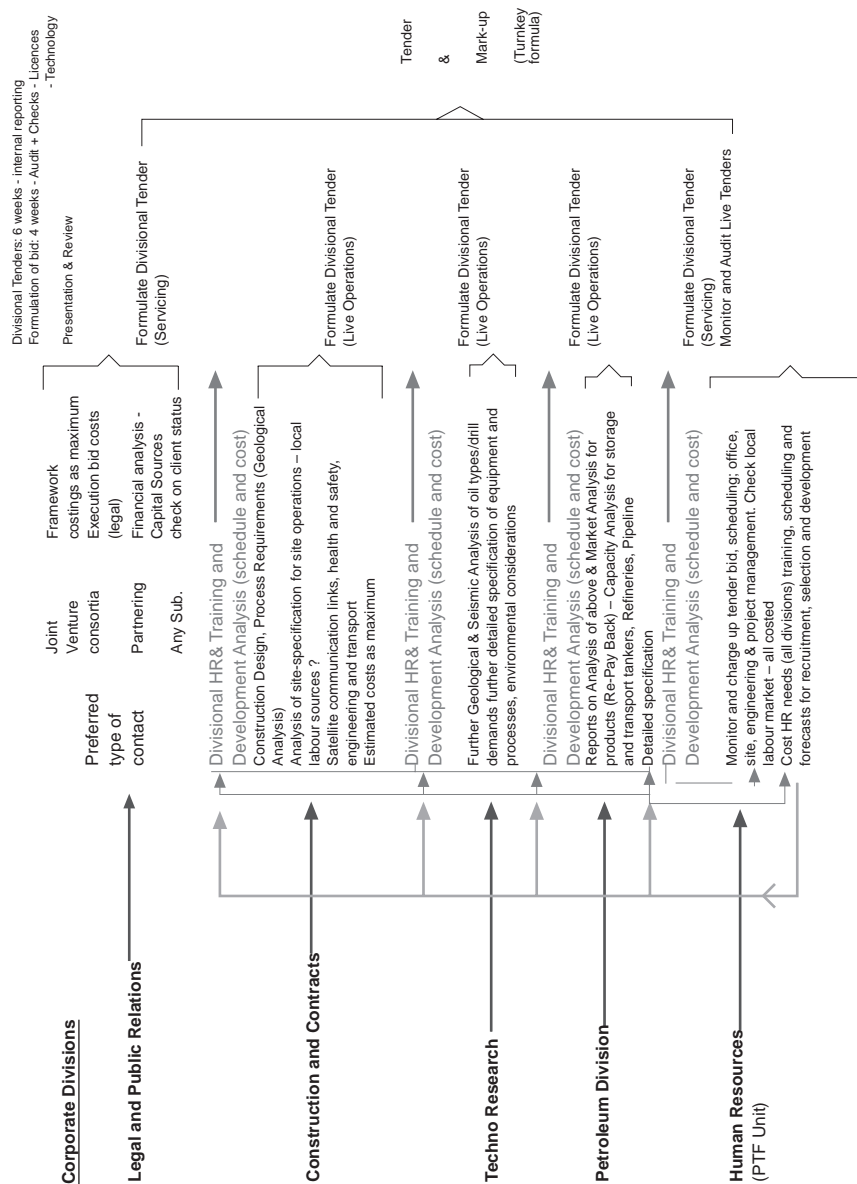 Corporate Divisions
Legal and Public Relations
Construction and Contracts
Techno Research
Petroleum Division
Human Resources
(PTF Unit)
Preferred
type of
contact
Joint
Venture
consortia
Partnering
Any Sub.
Framework
costings as maximum
Execution bid costs
(legal)
Financial analysis -
Capital Sources
check on client status
Divisional Tenders: 6 weeks - internal reporting
Formulation of bid: 4 weeks - Audit + Checks - Licences
- Technology
Presentation & Review
Formulate Divisional Tender
(Servicing)
Divisional HR& Training and
Development Analysis (schedule and cost)
Construction Design, Process Requirements (Geological
Analysis)
Analysis of site-specification for site operations – local
labour sources ?
Satellite communication links, health and safety,
engineering and transport
Estimated costs as maximum
Formulate Divisional Tender
(Live Operations)
Divisional HR& Training and
Development Analysis (schedule and cost)
Further Geological & Seismic Analysis of oil types/drill
demands further detailed specification of equipment and
processes, environmental considerations
Formulate Divisional Tender
(Live Operations)
Divisional HR& Training and
Development Analysis (schedule and cost)
Reports on Analysis of above & Market Analysis for
products (Re-Pay Back) – Capacity Analysis for storage
and transport tankers, Refineries, Pipeline
Detailed specification
Formulate Divisional Tender
(Live Operations)
Divisional HR& Training and
Development Analysis (schedule and cost)
Monitor and charge up tender bid, scheduling; office,
site, engineering & project management. Check local
labour market – all costed
Cost HR needs (all divisions) training, scheduling and
forecasts for recruitment, selection and development
Formulate Divisional Tender
(Servicing)
Monitor and Audit Live Tenders
Tender
&
Mark-up
(Turnkey
formula)